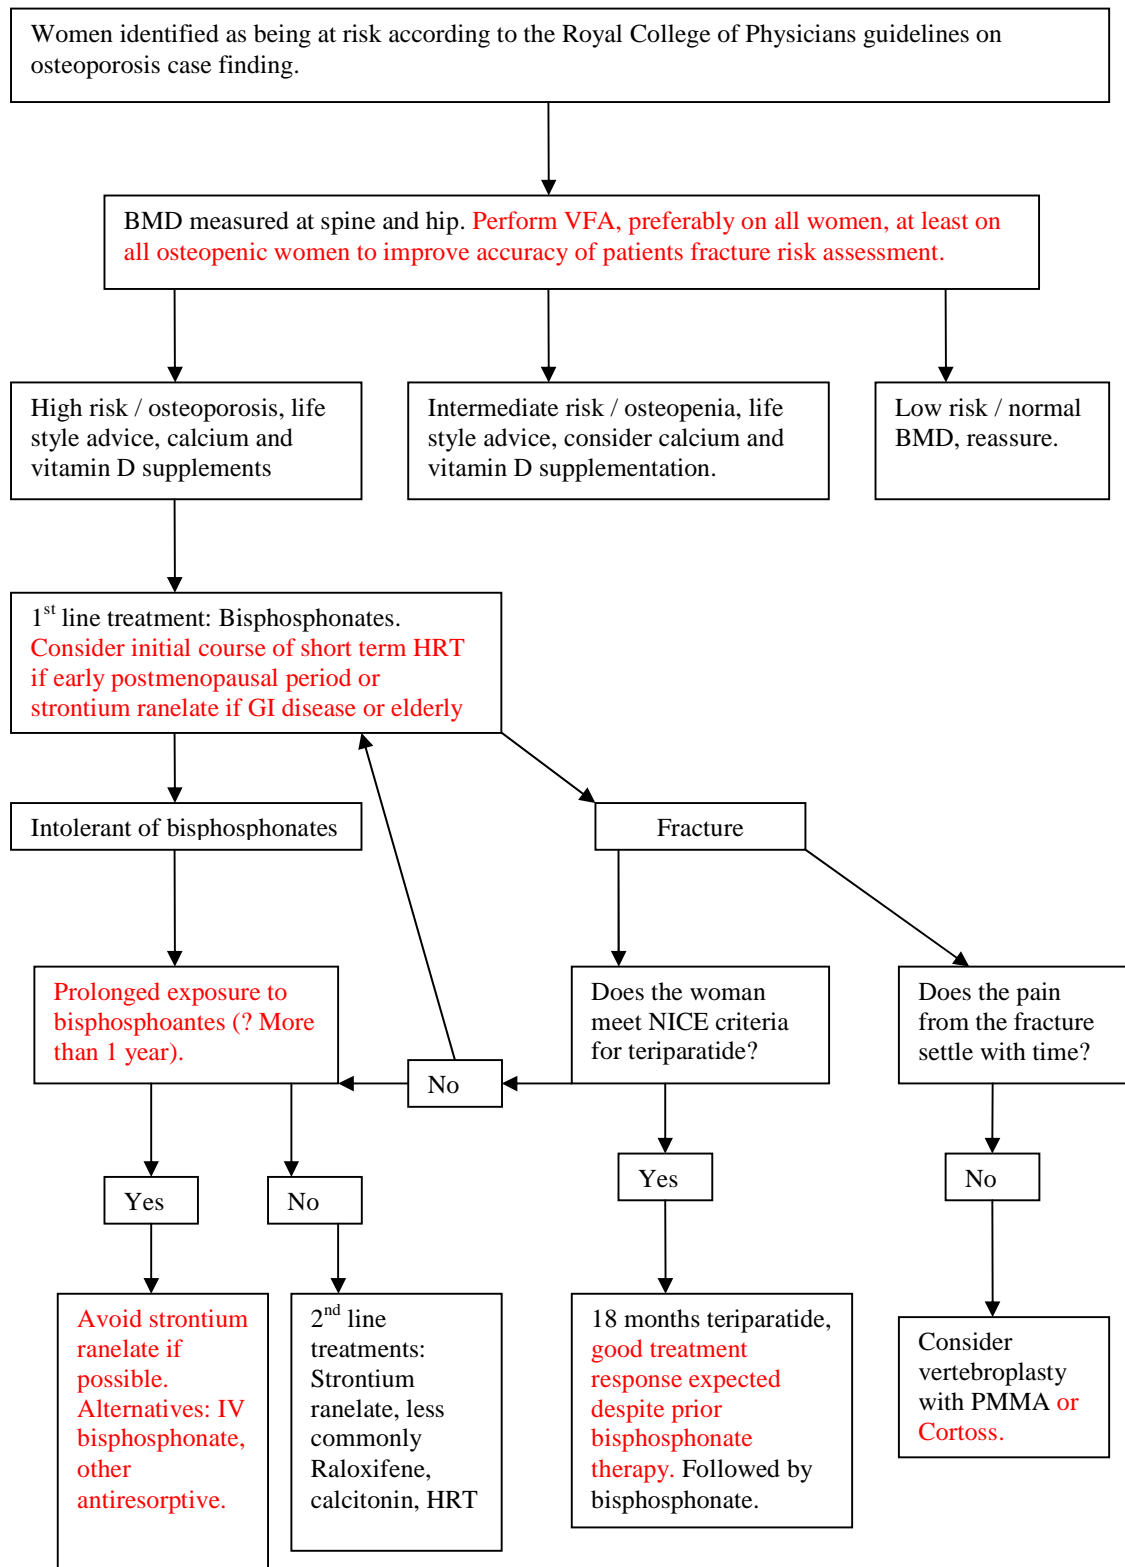 Women identified as being at risk according to the Royal College of Physicians guidelines on
osteoporosis case finding.
BMD measured at spine and hip. Perform VFA, preferably on all women, at least on
all osteopenic women to improve accuracy of patients fracture risk assessment.
High risk / osteoporosis, life
style advice, calcium and
vitamin D supplements
Intermediate risk / osteopenia, life
style advice, consider calcium and
vitamin D supplementation.
Low risk / normal
BMD, reassure.
1st line treatment: Bisphosphonates.
Consider initial course of short term HRT
if early postmenopausal period or
strontium ranelate if GI disease or elderly
Intolerant of bisphosphonates
Fracture
Prolonged exposure to
bisphosphoantes (? More
than 1 year).
No
Does the woman
meet NICE criteria
for teriparatide?
Does the pain
from the fracture
settle with time?
Yes
No
Yes
No
Avoid strontium
ranelate if
possible.
Alternatives: IV
bisphosphonate,
other
antiresorptive.
2nd line
treatments:
Strontium
ranelate, less
commonly
Raloxifene,
calcitonin, HRT
18 months teriparatide,
good treatment
response expected
despite prior
bisphosphonate
therapy. Followed by
bisphosphonate.
Consider
vertebroplasty
with PMMA or
Cortoss.